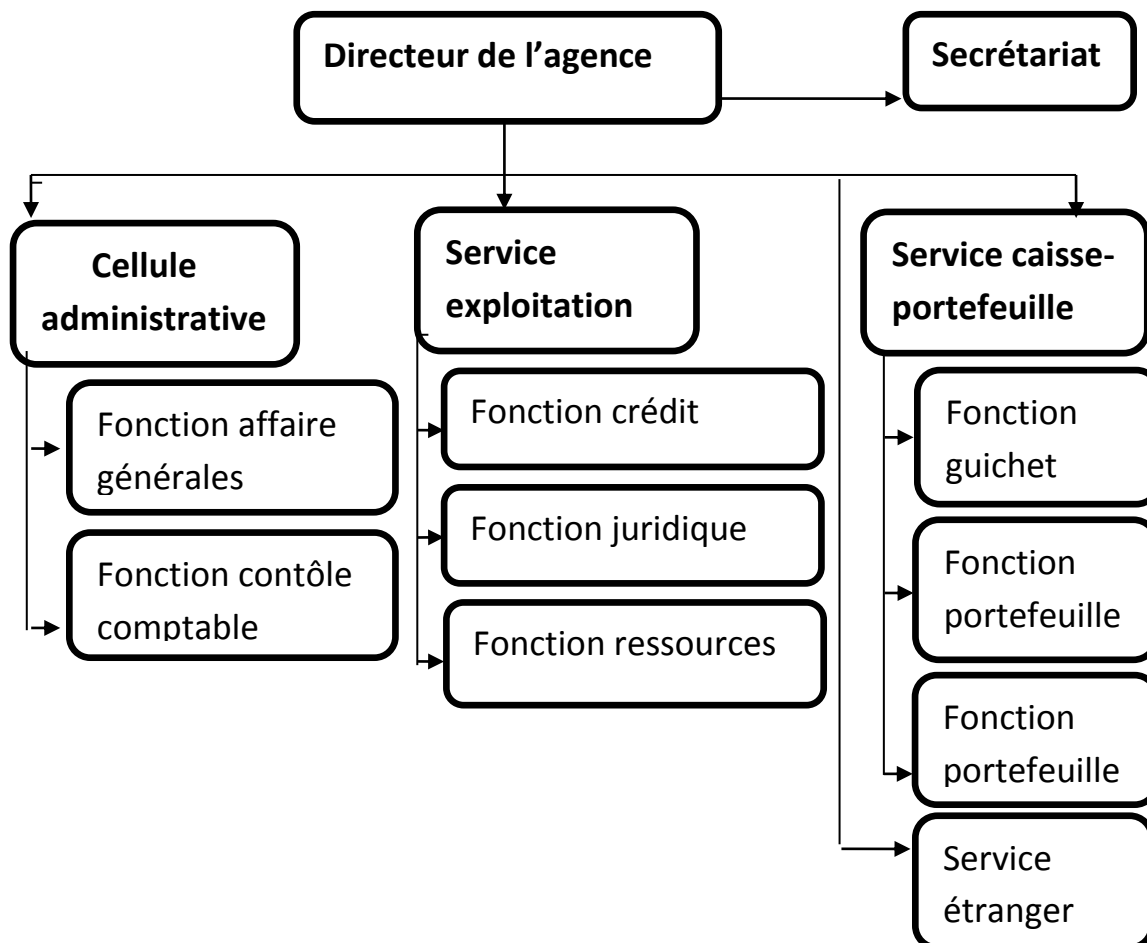 Directeur de l’agence
Secrétariat
Cellule
administrative
Service
exploitation
Service caisse-
portefeuille
Fonction affaire
générales
Fonction contôle
comptable
Fonction crédit
Fonction juridique
Fonction ressources
Fonction
guichet
Fonction
portefeuille
Fonction
portefeuille
Service
étranger